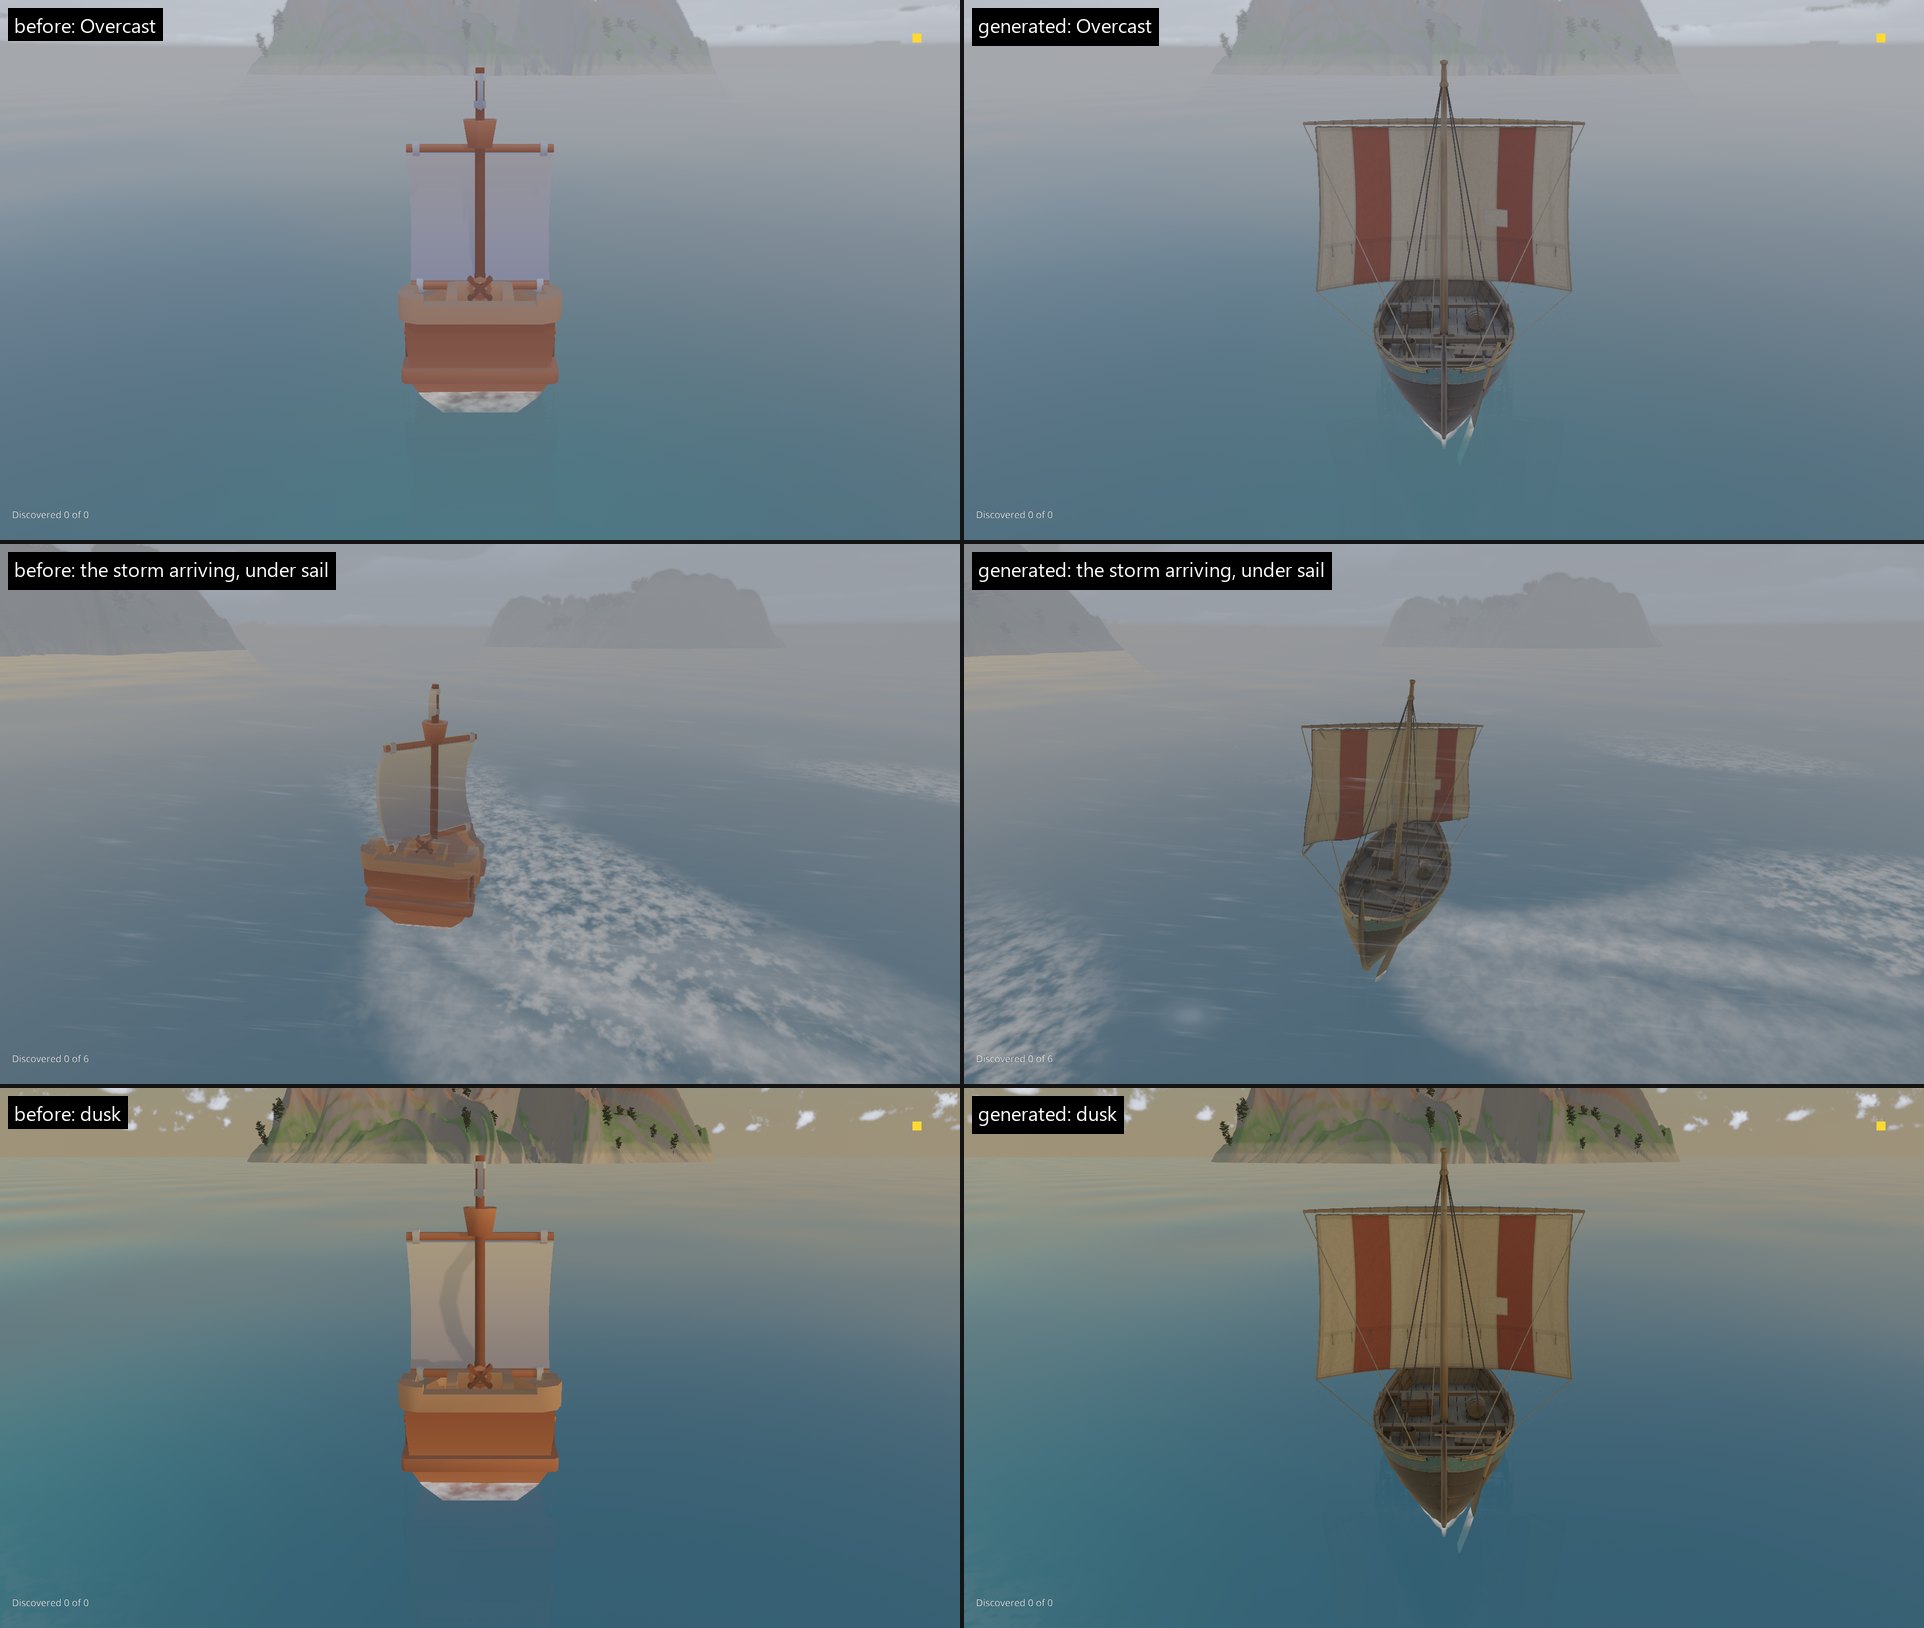 before: Overcast
generated: Overcast
Discovered 0 of 0
Discovered 0 of 0
before: the storm arriving, under sail
generated: the storm arriving, under sail
Discovered 0 of 6
Discovered 0 of 6
before: dusk
generated: dusk
Discovered 0 of 0
Discovered 0 of 0